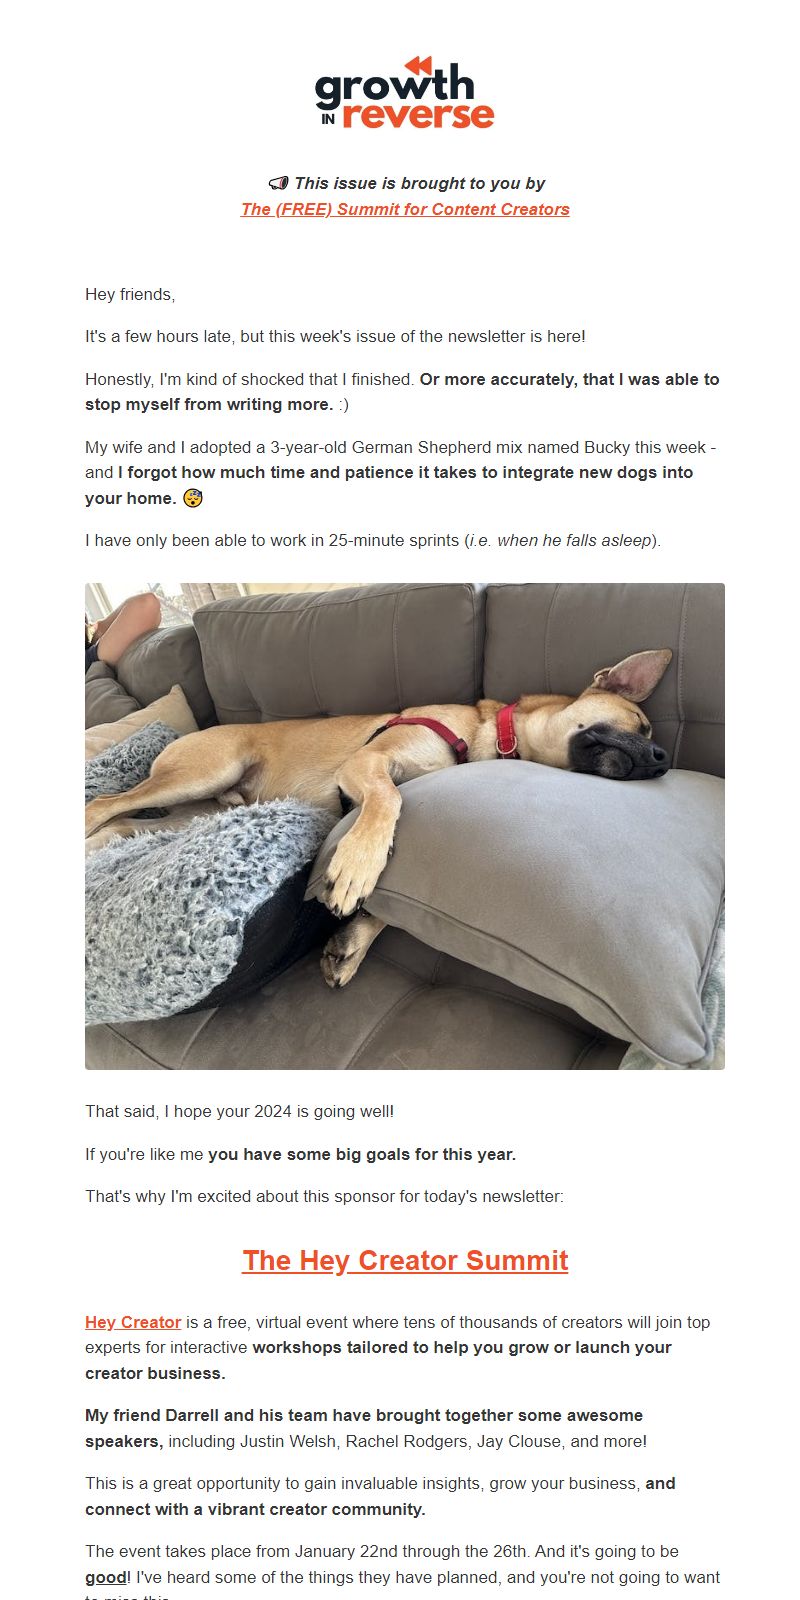 growth
IN reverse
This issue is brought to you by
The (FREE) Summit for Content Creators
Hey friends,
It's a few hours late, but this week's issue of the newsletter is here!
Honestly, I'm kind of shocked that I finished. Or more accurately, that I was able to
stop myself from writing more. :)
My wife and I adopted a 3-year-old German Shepherd mix named Bucky this week -
and I forgot how much time and patience it takes to integrate new dogs into
your home. 😴
I have only been able to work in 25-minute sprints (i.e. when he falls asleep).
That said, I hope your 2024 is going well!
If you're like me you have some big goals for this year.
That's why I'm excited about this sponsor for today's newsletter:
The Hey Creator Summit
Hey Creator is a free, virtual event where tens of thousands of creators will join top
experts for interactive workshops tailored to help you grow or launch your
creator business.
My friend Darrell and his team have brought together some awesome
speakers, including Justin Welsh, Rachel Rodgers, Jay Clouse, and more!
This is a great opportunity to gain invaluable insights, grow your business, and
connect with a vibrant creator community.
The event takes place from January 22nd through the 26th. And it's going to be
good! I've heard some of the things they have planned, and you're not going to want